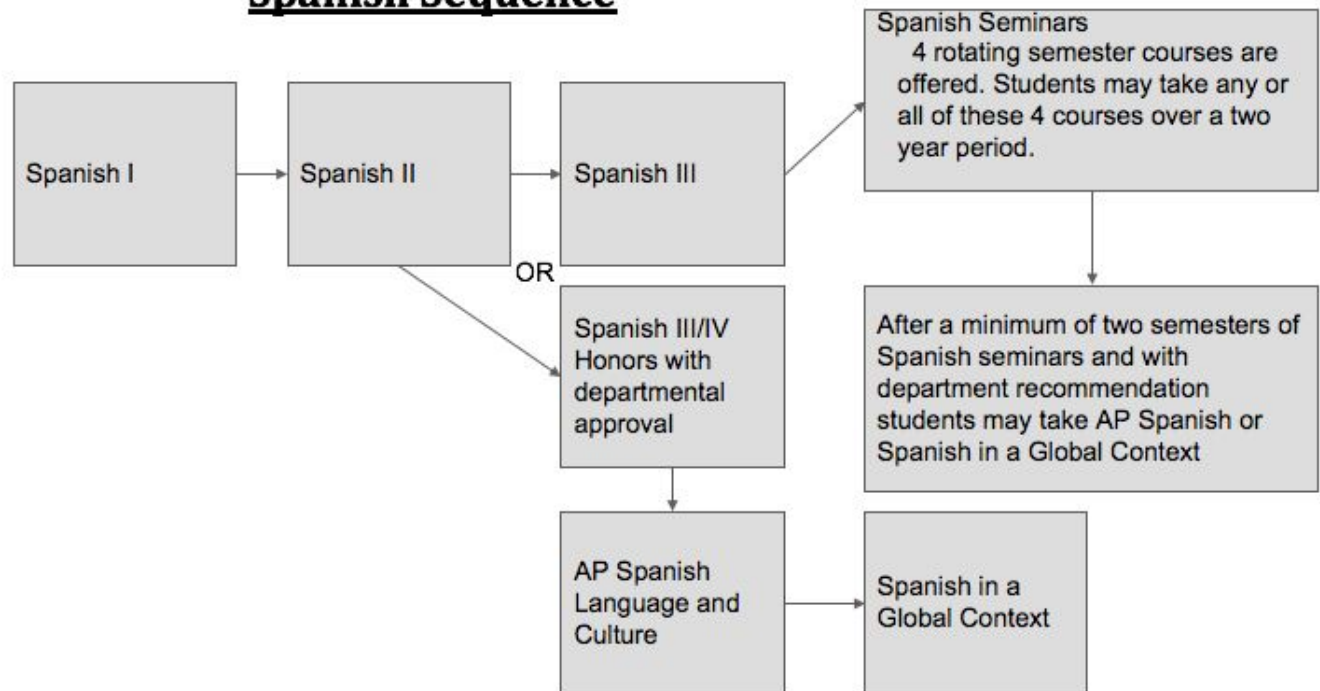 Spanish Sequence
Spanish Seminars
4 rotating semester courses are
offered. Students may take any or
all of these 4 courses over a two
year period.
Spanish I
Spanish II
Spanish III
OR
Spanish III/IV
Honors with
departmental
approval
After a minimum of two semesters of
Spanish seminars and with
department recommendation
students may take AP Spanish or
Spanish in a Global Context
AP Spanish
Language and
Culture
Spanish in a
Global Context